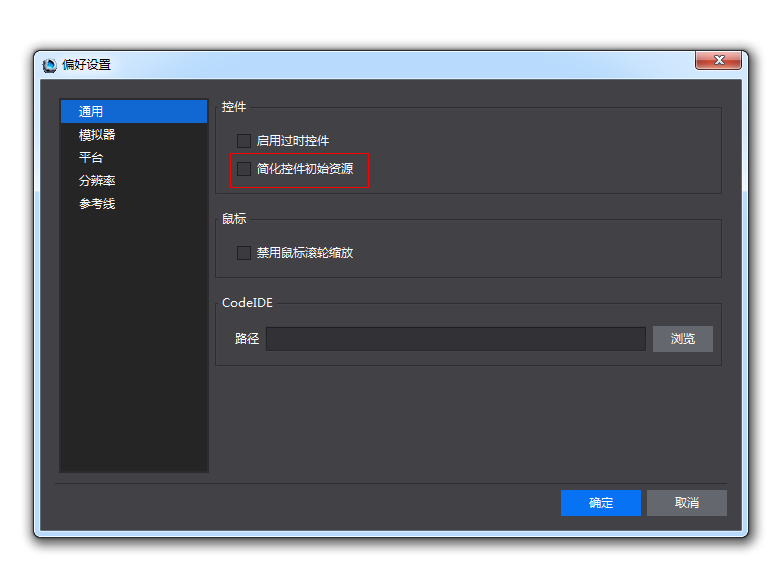 偏好设置
通用
模拟器
平台
分辨率
参考线
控件
启用过时控件
简化控件初始资源
鼠标
禁用鼠标滚轮缩放
CodeIDE
路径
浏览
确定
取消